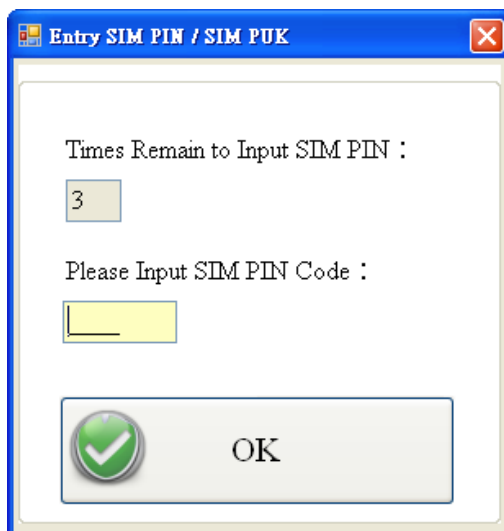 Entry SIM PIN / SIM PUK
Times Remain to Input SIM PIN：
3
Please Input SIM PIN Code：
OK